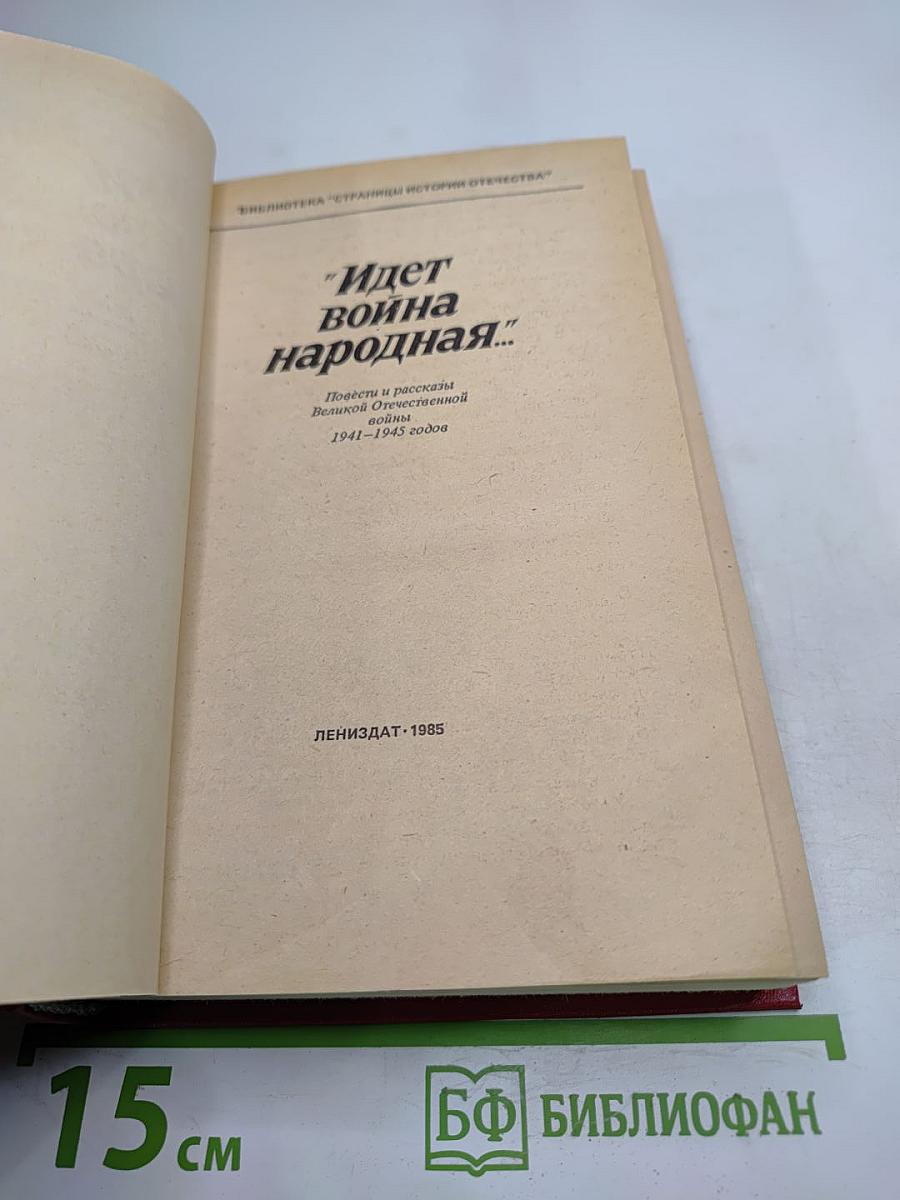 БИБЛИОТЕКА "СТРАНИЦЫ ИСТОРИИ ОТЕЧЕСТВА"
"Идет
война
народная..."
Повести и рассказы
Великой Отечественной
войны
1941–1945 годов
ЛЕНИЗДАТ·1985
15 см
БФ БИБЛИОФАН